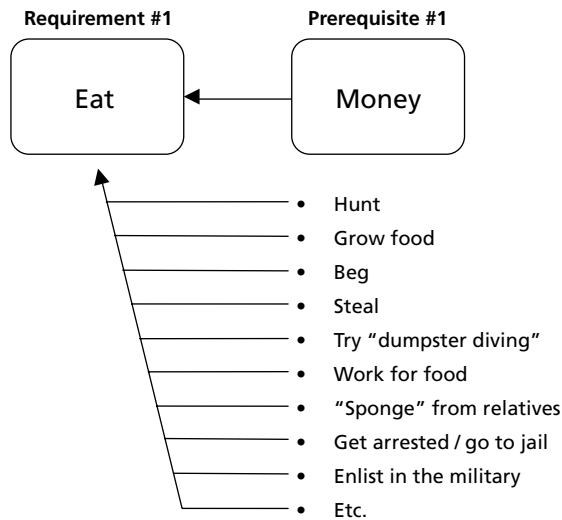 Requirement #1
Prerequisite #1
Eat
Money
• Hunt
• Grow food
• Beg
• Steal
• Try “dumpster diving”
• Work for food
• “Sponge” from relatives
• Get arrested / go to jail
• Enlist in the military
• Etc.